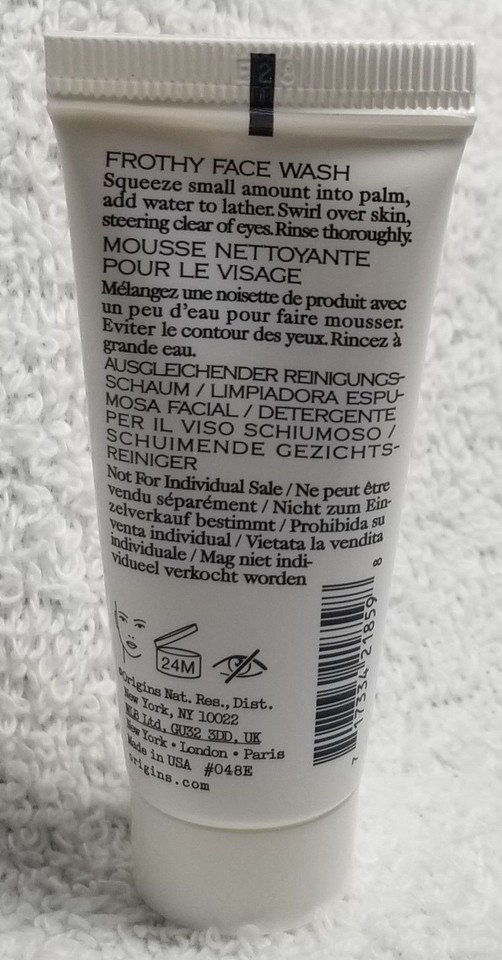 FROTHY FACE WASH
Squeeze small amount into palm,
add water to lather. Swirl over skin,
steering clear of eyes. Rinse thoroughly.
MOUSSE NETTOYANTE
POUR LE VISAGE
Mélangez une noisette de produit avec
un peu d'eau pour faire mousser.
Eviter le contour des yeux. Rincez à
grande eau.
AUSGLEICHENDER REINIGUNGS-
SCHAUM / LIMPIADORA ESPU-
MOSA FACIAL / DETERGENTE
PER IL VISO SCHIUMOSO /
SCHUIMENDE GEZICHTS-
REINIGER
Not For Individual Sale / Ne peut être
vendu séparément / Nicht zum Ein-
zelverkauf bestimmt / Prohibida su
venta individual / Vietata la vendita
individuale / Mag niet indi-
vidueel verkocht worden
24M
©Origins Nat. Res., Dist.
New York, NY 10022
Ltd, GU32 3DD, UK
New York • London • Paris
Made in USA #048E
origins.com
7 17334 21859 8